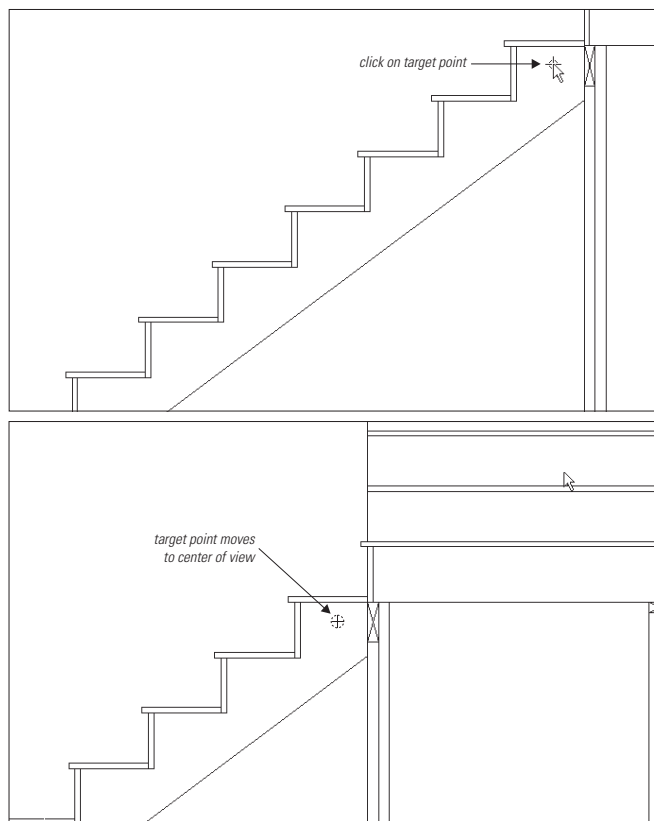 click on target point
target point moves
to center of view